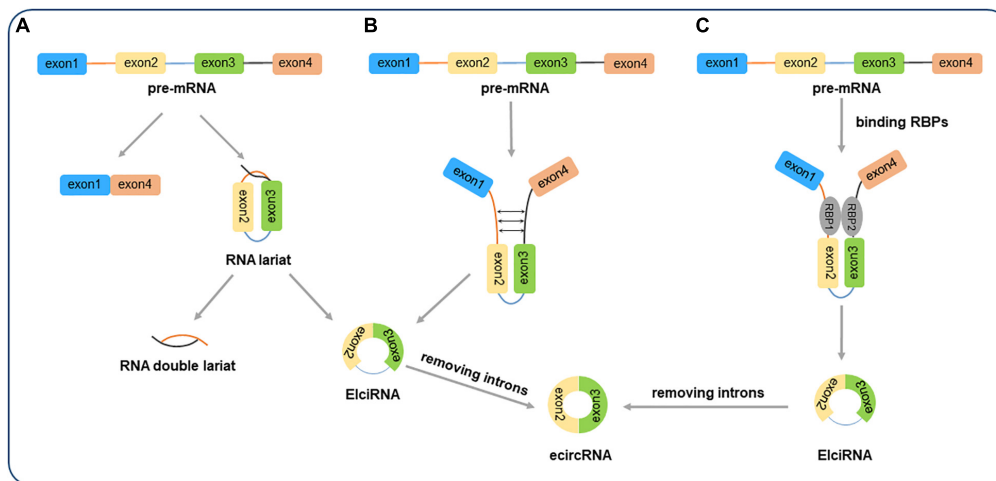 A
exon1 exon2 exon3 exon4
pre-mRNA
exon1 exon4
exon2 exon3
RNA lariat
RNA double lariat
B
exon1 exon2 exon3 exon4
pre-mRNA
exon1 exon4
exon2 exon3
exon2 exon3
ElciRNA
removing introns
exon2 exon3
ecircRNA
C
exon1 exon2 exon3 exon4
pre-mRNA
binding RBPs
exon1 exon4
RBP1 RBP2
exon2 exon3
exon2 exon3
ElciRNA
removing introns